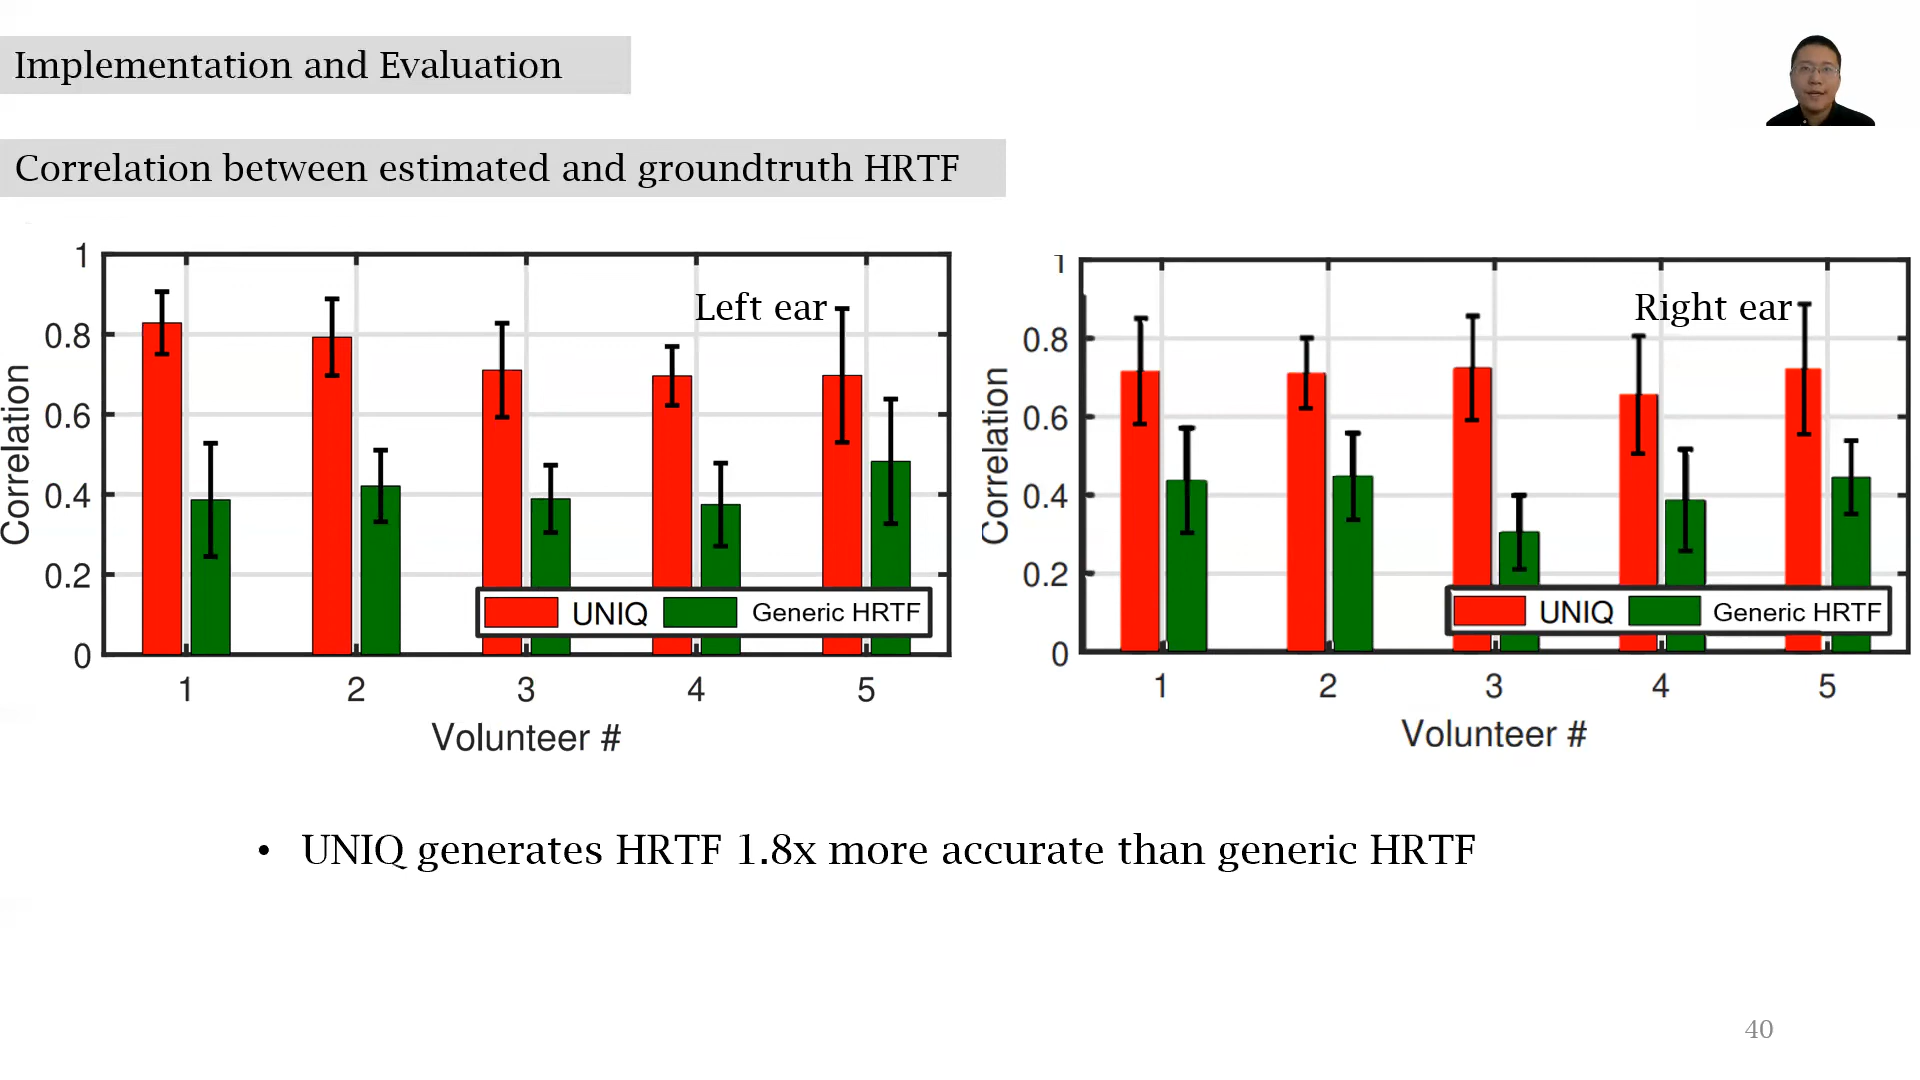 Implementation and Evaluation
Correlation between estimated and groundtruth HRTF
1
0.8
0.6
0.4
0.2
0
Correlation
Left ear
UNIQ
Generic HRTF
1 2 3 4 5
Volunteer #
1
0.8
0.6
0.4
0.2
0
Correlation
Right ear
UNIQ
Generic HRTF
1 2 3 4 5
Volunteer #
• UNIQ generates HRTF 1.8x more accurate than generic HRTF
40